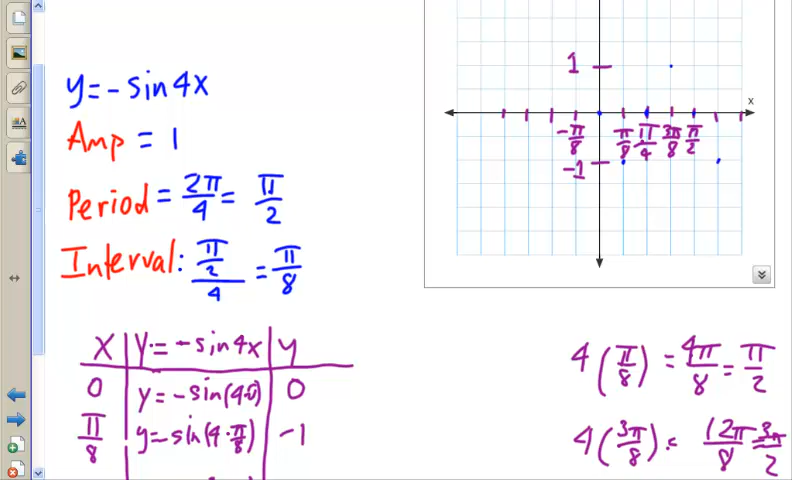 y = - sin 4x
Amp = 1
Period = 2π/4 = π/2
Interval: π/2/4 = π/8
x | y = - sin 4x | y
0 | y = - sin(4·0) | 0
π/8 | y = - sin(4·π/8) | -1
x
1
-π/8 π/8 π/4 3π/8 π/2
-1
4(π/8) = 4π/8 = π/2
4(3π/8) = 12π/8 = 3π/2